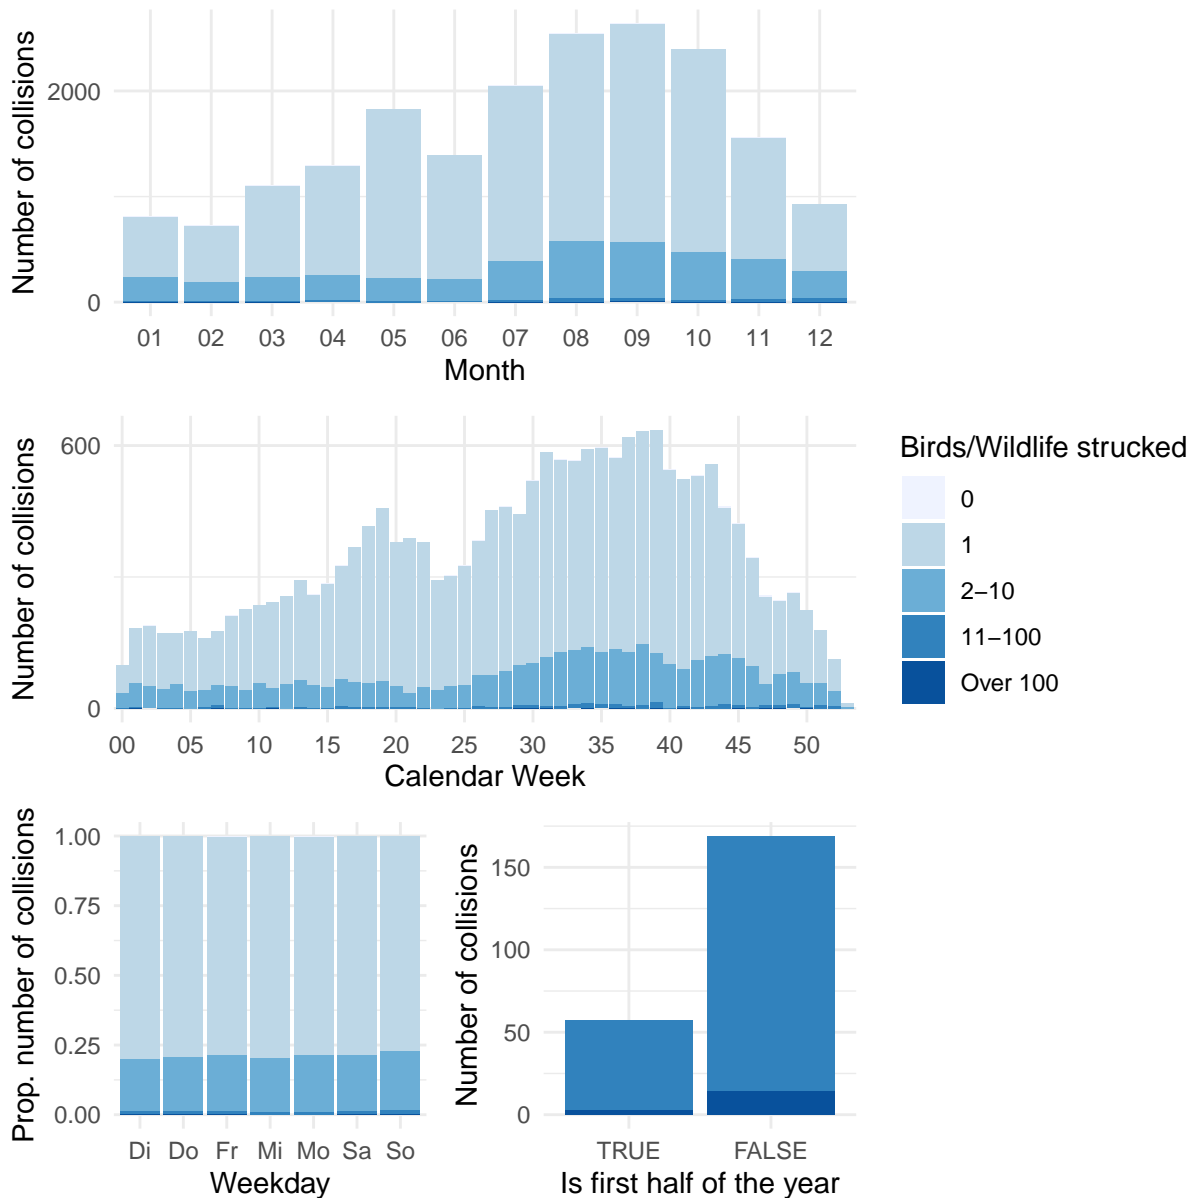 Number of collisions
2000
0
01 02 03 04 05 06 07 08 09 10 11 12
Month
Number of collisions
600
0
00 05 10 15 20 25 30 35 40 45 50
Calendar Week
Birds/Wildlife strucked
0
1
2–10
11–100
Over 100
Prop. number of collisions
1.00
0.75
0.50
0.25
0.00
Di Do Fr Mi Mo Sa So
Weekday
Number of collisions
150
100
50
0
TRUE FALSE
Is first half of the year